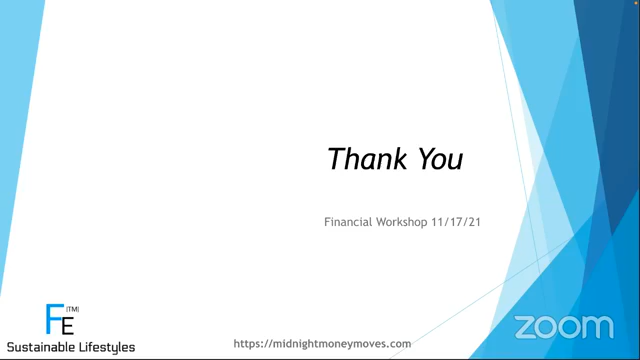 Thank You
Financial Workshop 11/17/21
FE
(TM)
Sustainable Lifestyles
https://midnightmoneymoves.com
zoom